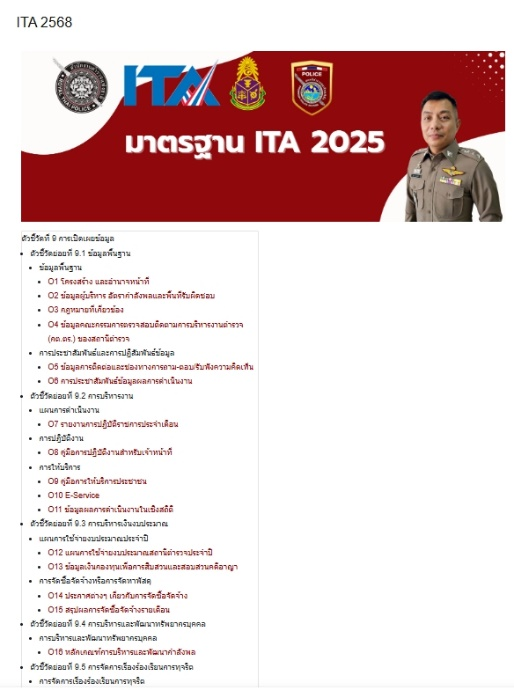 ITA 2568
ITA
POLICE
มาตรฐาน ITA 2025
ตัวชี้วัดที่ 9 การเปิดเผยข้อมูล
ตัวชี้วัดย่อยที่ 9.1 ข้อมูลพื้นฐาน
ข้อมูลพื้นฐาน
O1 โครงสร้าง และอำนาจหน้าที่
O2 ข้อมูลผู้บริหาร อัตรากำลังพลและพื้นที่รับผิดชอบ
O3 กฎหมายที่เกี่ยวข้อง
O4 ข้อมูลคณะกรรมการตรวจสอบติดตามการบริหารงานตำรวจ
(กต.ตร.) ของสถานีตำรวจ
การประชาสัมพันธ์และการปฏิสัมพันธ์ข้อมูล
O5 ข้อมูลการติดต่อและช่องทางการถาม-ตอบ/รับฟังความคิดเห็น
O6 การประชาสัมพันธ์ข้อมูลผลการดำเนินงาน
ตัวชี้วัดย่อยที่ 9.2 การบริหารงาน
แผนการดำเนินงาน
O7 รายงานการปฏิบัติราชการประจำเดือน
การปฏิบัติงาน
O8 คู่มือการปฏิบัติงานสำหรับเจ้าหน้าที่
การให้บริการ
O9 คู่มือการให้บริการประชาชน
O10 E-Service
O11 ข้อมูลผลการดำเนินงานในเชิงสถิติ
ตัวชี้วัดย่อยที่ 9.3 การบริหารเงินงบประมาณ
แผนการใช้จ่ายงบประมาณประจำปี
O12 แผนการใช้จ่ายงบประมาณสถานีตำรวจประจำปี
O13 ข้อมูลเงินกองทุนเพื่อการสืบสวนและสอบสวนคดีอาญา
การจัดซื้อจัดจ้างหรือการจัดหาพัสดุ
O14 ประกาศต่างๆ เกี่ยวกับการจัดซื้อจัดจ้าง
O15 สรุปผลการจัดซื้อจัดจ้างรายเดือน
ตัวชี้วัดย่อยที่ 9.4 การบริหารและพัฒนาทรัพยากรบุคคล
การบริหารและพัฒนาทรัพยากรบุคคล
O16 หลักเกณฑ์การบริหารและพัฒนากำลังพล
ตัวชี้วัดย่อยที่ 9.5 การจัดการเรื่องร้องเรียนการทุจริต
การจัดการเรื่องร้องเรียนการทุจริต